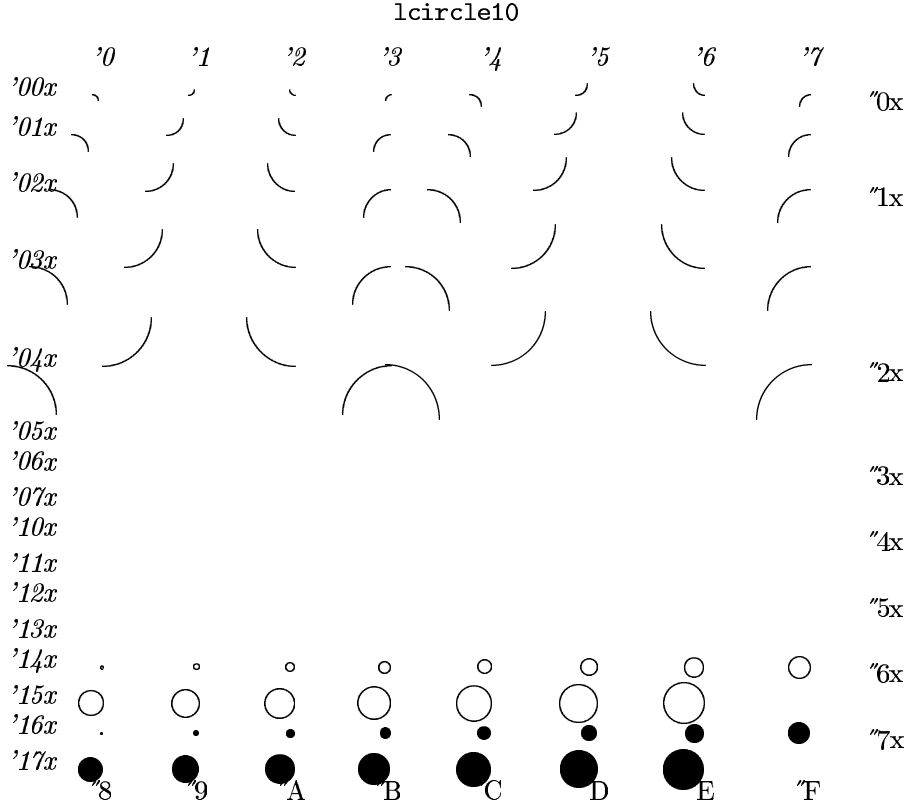 lcircle10
´0 ´1 ´2 ´3 ´4 ´5 ´6 ´7
´00x
˝0x
´01x
´02x
˝1x
´03x
´04x
˝2x
´05x
´06x
˝3x
´07x
´10x
˝4x
´11x
´12x
˝5x
´13x
´14x
˝6x
´15x
´16x
˝7x
´17x
˝8 ˝9 ˝A ˝B ˝C ˝D ˝E ˝F